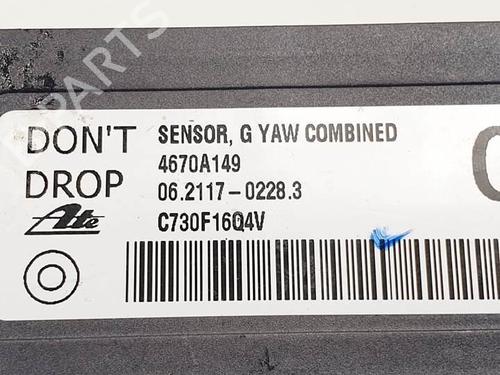 DON'T
DROP
Ate
SENSOR, G YAW COMBINED
4670A149
06.2117-0228.3
C730F16Q4V